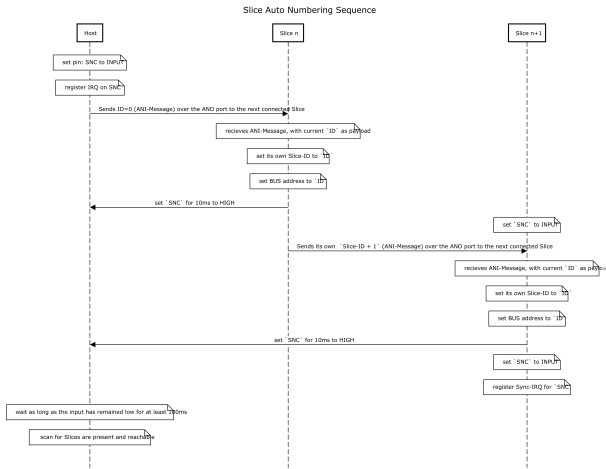 Slice Auto Numbering Sequence
Host
Slice n
Slice n+1
set pin: SNC to INPUT
register IRQ on SNC
Sends ID=0 (ANI-Message) over the ANO port to the next connected Slice
recieves ANI-Message, with current `ID` as payload
set its own Slice-ID to `ID`
set BUS address to `ID`
set `SNC` for 10ms to HIGH
set `SNC` to INPUT
Sends its own `Slice-ID + 1` (ANI-Message) over the ANO port to the next connected Slice
recieves ANI-Message, with current `ID` as
set its own Slice-ID to `ID`
set BUS address to `ID`
set `SNC` for 10ms to HIGH
set `SNC` to INPUT
register Sync-IRQ for `SNC`
wait as long as the input has remained low for at least 100ms
scan for Slices are present and reachable